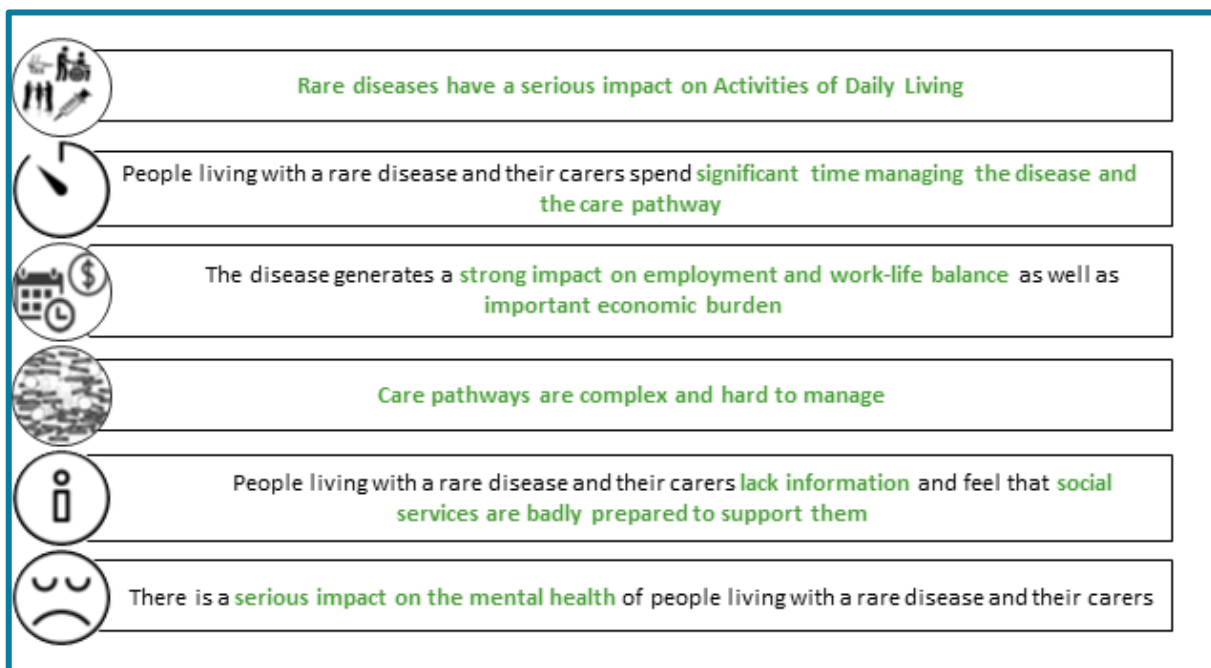 Rare diseases have a serious impact on Activities of Daily Living
People living with a rare disease and their carers spend significant time managing the disease and
the care pathway
The disease generates a strong impact on employment and work-life balance as well as
important economic burden
Care pathways are complex and hard to manage
People living with a rare disease and their carers lack information and feel that social
services are badly prepared to support them
There is a serious impact on the mental health of people living with a rare disease and their carers